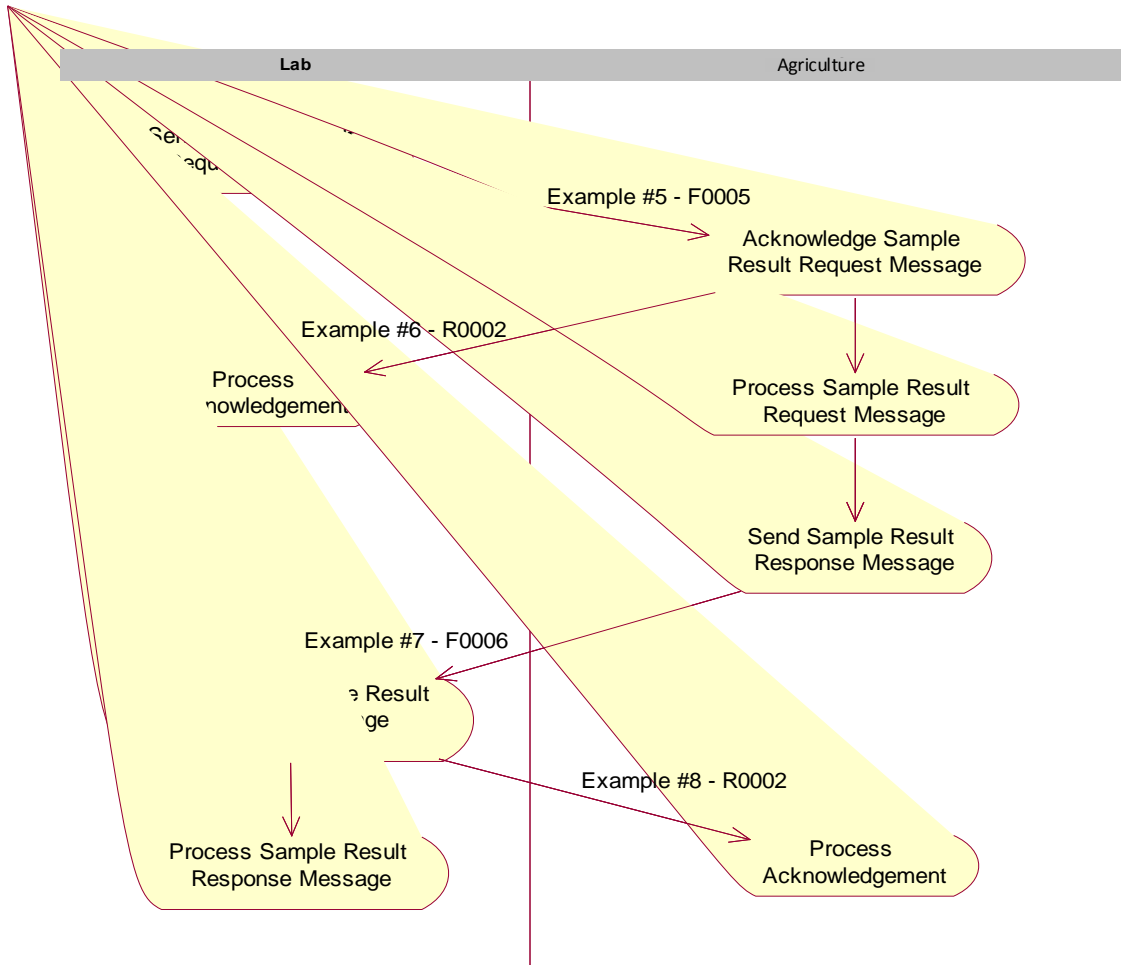 Lab
Agriculture
Example #5 - F0005
Acknowledge Sample
Result Request Message
Example #6 - R0002
Process
Process Sample Result
Request Message
Send Sample Result
Response Message
Example #7 - F0006
Result
Example #8 - R0002
Process Sample Result
Response Message
Process
Acknowledgement